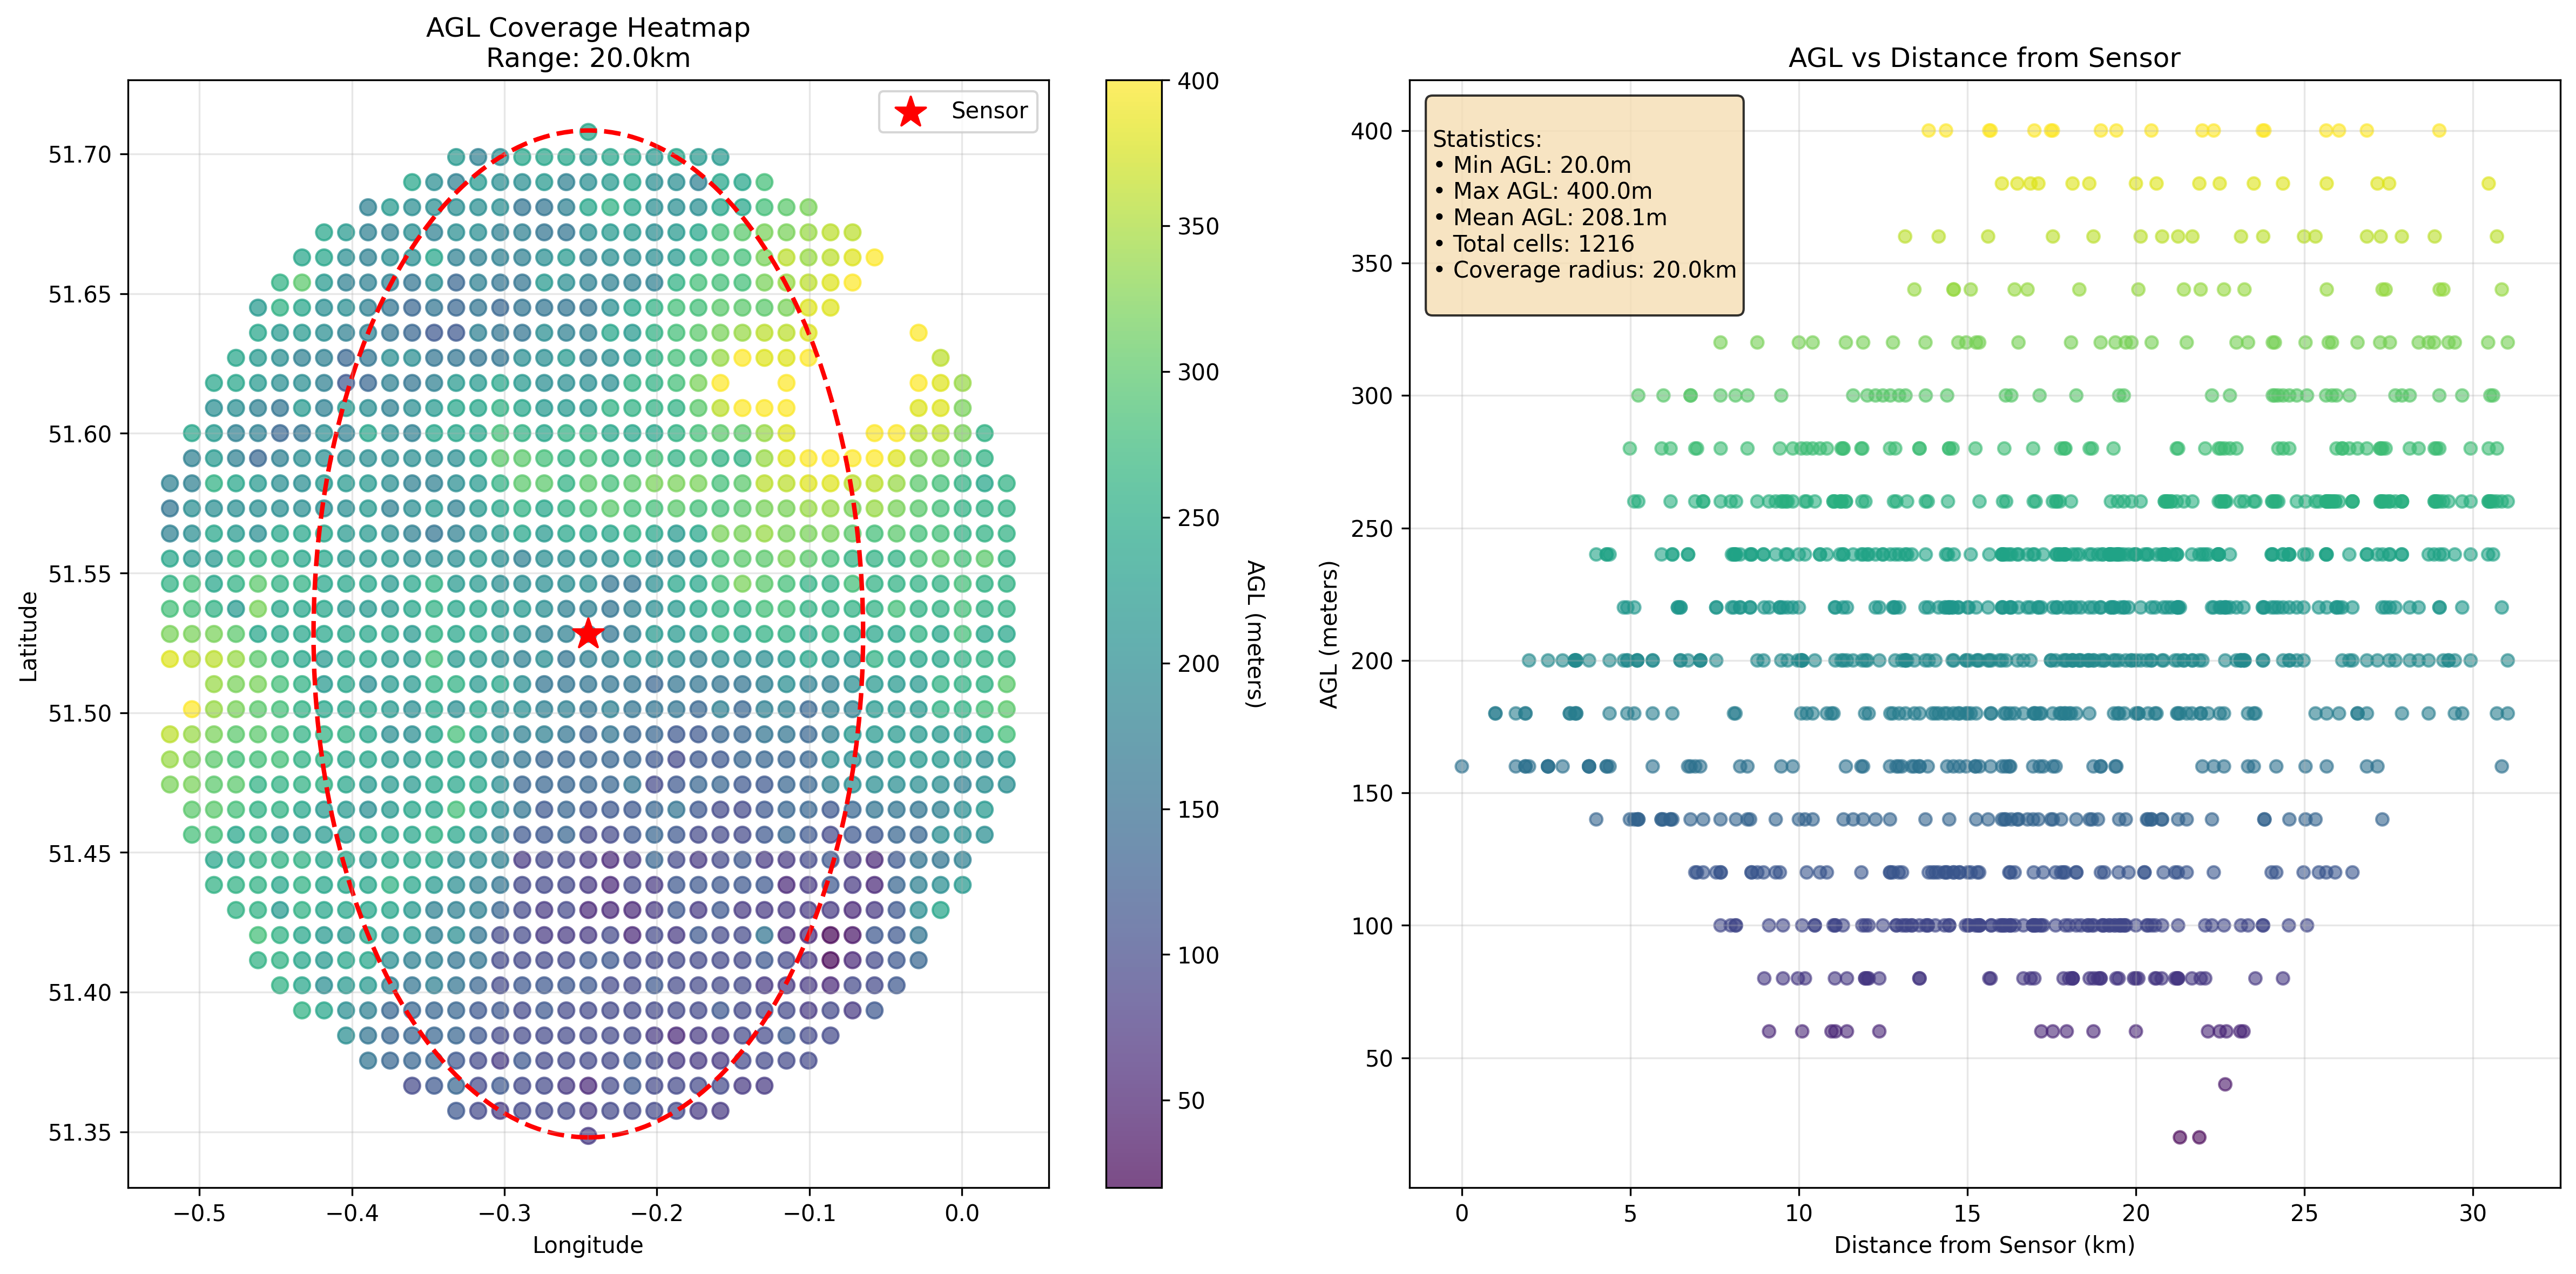 AGL Coverage Heatmap
Range: 20.0km
Sensor
51.70
51.65
51.60
51.55
51.50
51.45
51.40
51.35
Latitude
−0.5
−0.4
−0.3
−0.2
−0.1
0.0
Longitude
400
350
300
250
200
150
100
50
AGL (meters)
AGL vs Distance from Sensor
Statistics:
• Min AGL: 20.0m
• Max AGL: 400.0m
• Mean AGL: 208.1m
• Total cells: 1216
• Coverage radius: 20.0km
400
350
300
250
200
150
100
50
AGL (meters)
0
5
10
15
20
25
30
Distance from Sensor (km)